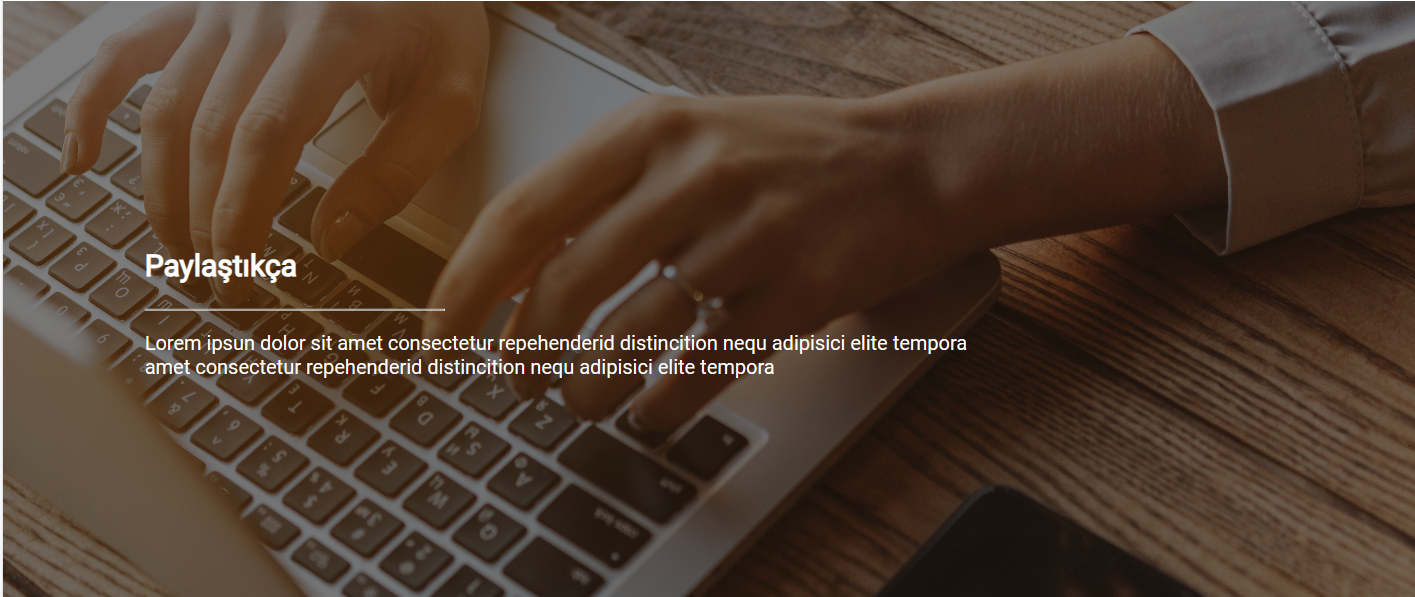 Paylaştıkça
Lorem ipsun dolor sit amet consectetur repehenderid distincition nequ adipisici elite tempora
amet consectetur repehenderid distincition nequ adipisici elite tempora